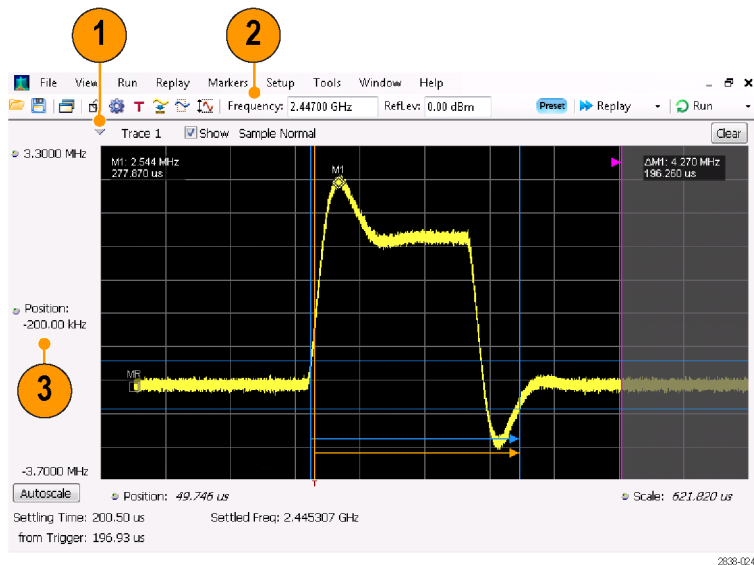 1
2
File View Run Replay Markers Setup Tools Window Help
T Frequency: 2.44700 GHz RefLev: 0.00 dBm Preset Replay Run
Trace 1 Show Sample Normal Clear
3.3000 MHz
M1: 2.544 MHz
277.870 us
M1
ΔM1: 4.270 MHz
196.260 us
Position:
-200.00 kHz
3
MR
-3.7000 MHz
T
Autoscale Position: 49.746 us Scale: 621.820 us
Settling Time: 200.50 us Settled Freq: 2.445307 GHz
from Trigger: 196.93 us
2838-024